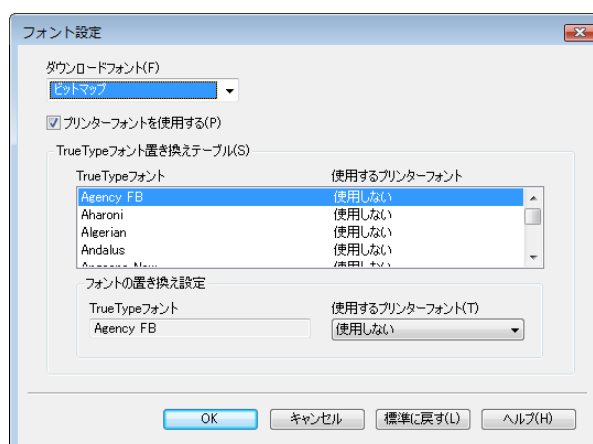 フォント設定
ダウンロードフォント(F)
ビットマップ
プリンターフォントを使用する(P)
TrueTypeフォント置き換えテーブル(S)
TrueTypeフォント 使用するプリンターフォント
Agency FB 使用しない
Aharoni 使用しない
Algerian 使用しない
Andalus 使用しない
フォントの置き換え設定
TrueTypeフォント 使用するプリンターフォント(T)
Agency FB 使用しない
OK キャンセル 標準に戻す(L) ヘルプ(H)